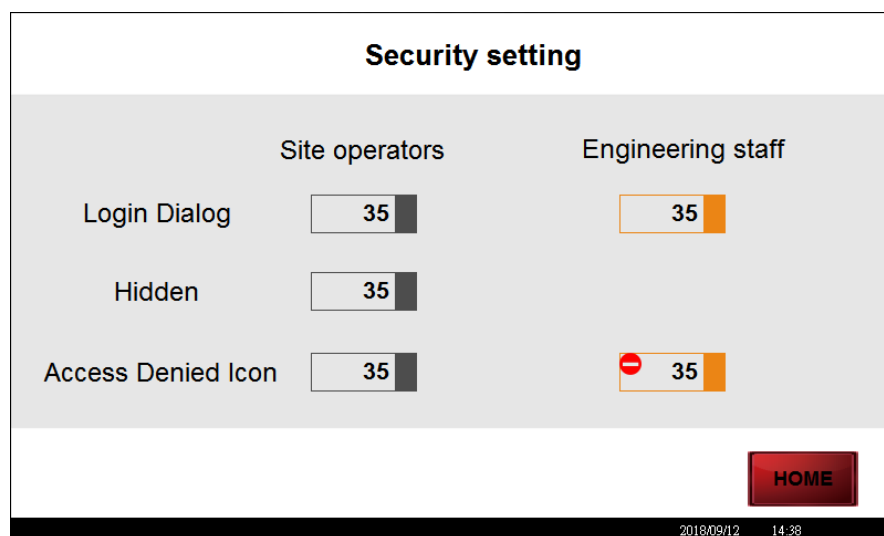 Security setting
Site operators Engineering staff
Login Dialog 35 35
Hidden 35
Access Denied Icon 35 35
HOME
2018/09/12 14:38